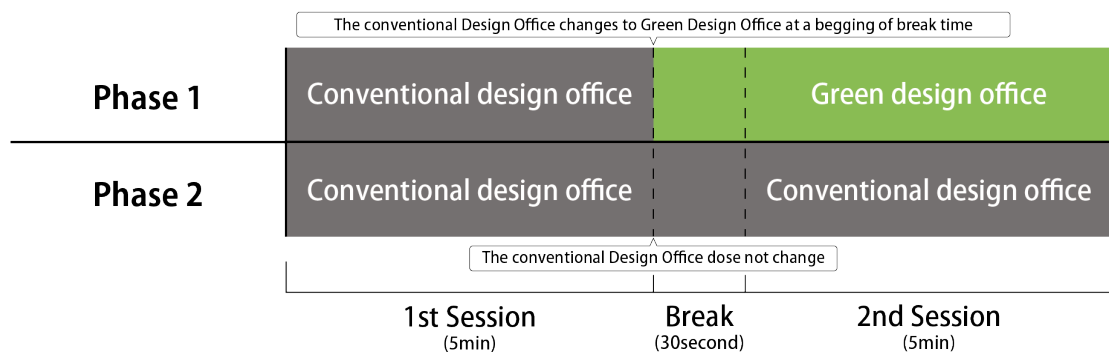 The conventional Design Office changes to Green Design Office at a begging of break time
Phase 1
Conventional design office
Green design office
Phase 2
Conventional design office
Conventional design office
The conventional Design Office dose not change
1st Session
(5min)
Break
(30second)
2nd Session
(5min)